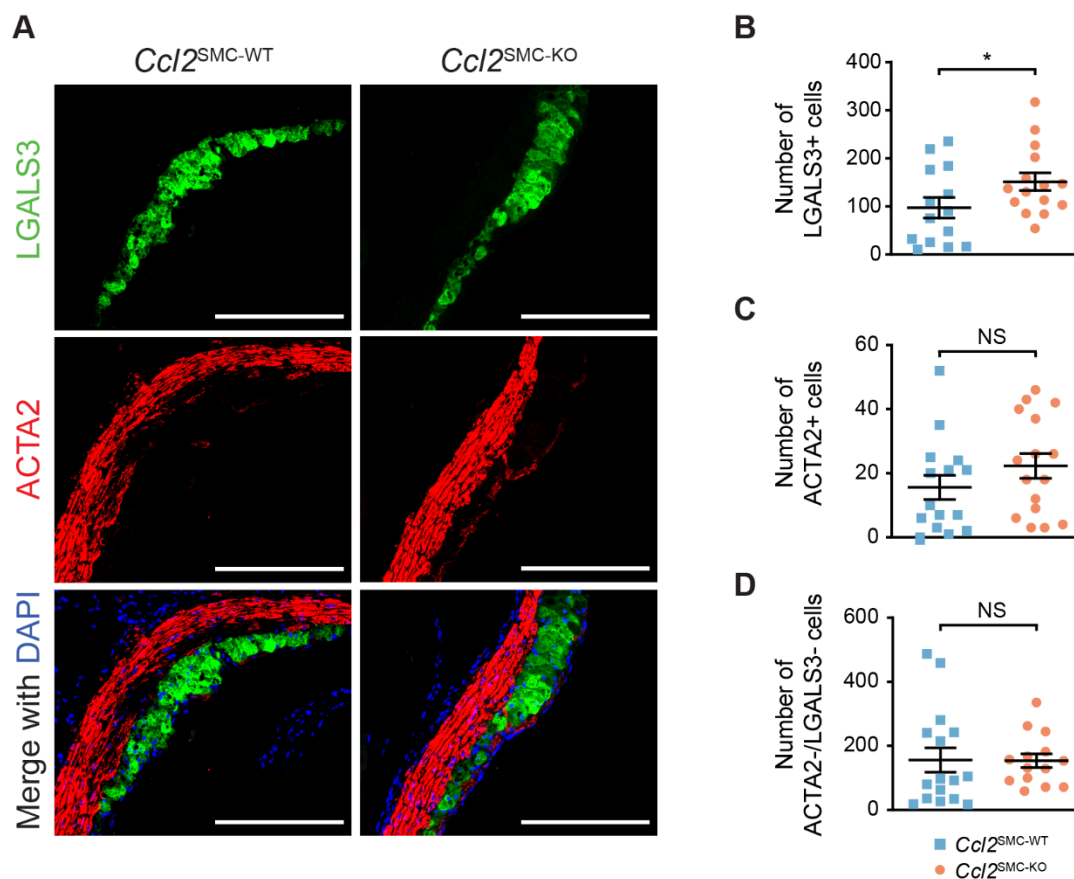 A
Ccl2SMC-WT
Ccl2SMC-KO
LGALS3
ACTA2
Merge with DAPI
B
Number of
LGALS3+ cells
400
300
200
100
0
*
C
Number of
ACTA2+ cells
60
40
20
0
NS
D
Number of
ACTA2-/LGALS3- cells
600
400
200
0
NS
Ccl2SMC-WT
Ccl2SMC-KO